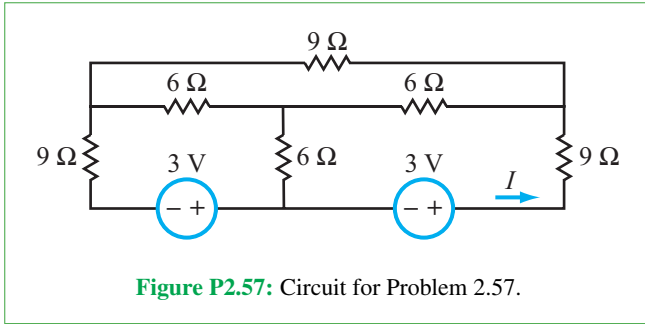 9 Ω
6 Ω 6 Ω
9 Ω 3 V 6 Ω 3 V I 9 Ω
− + − +
Figure P2.57: Circuit for Problem 2.57.